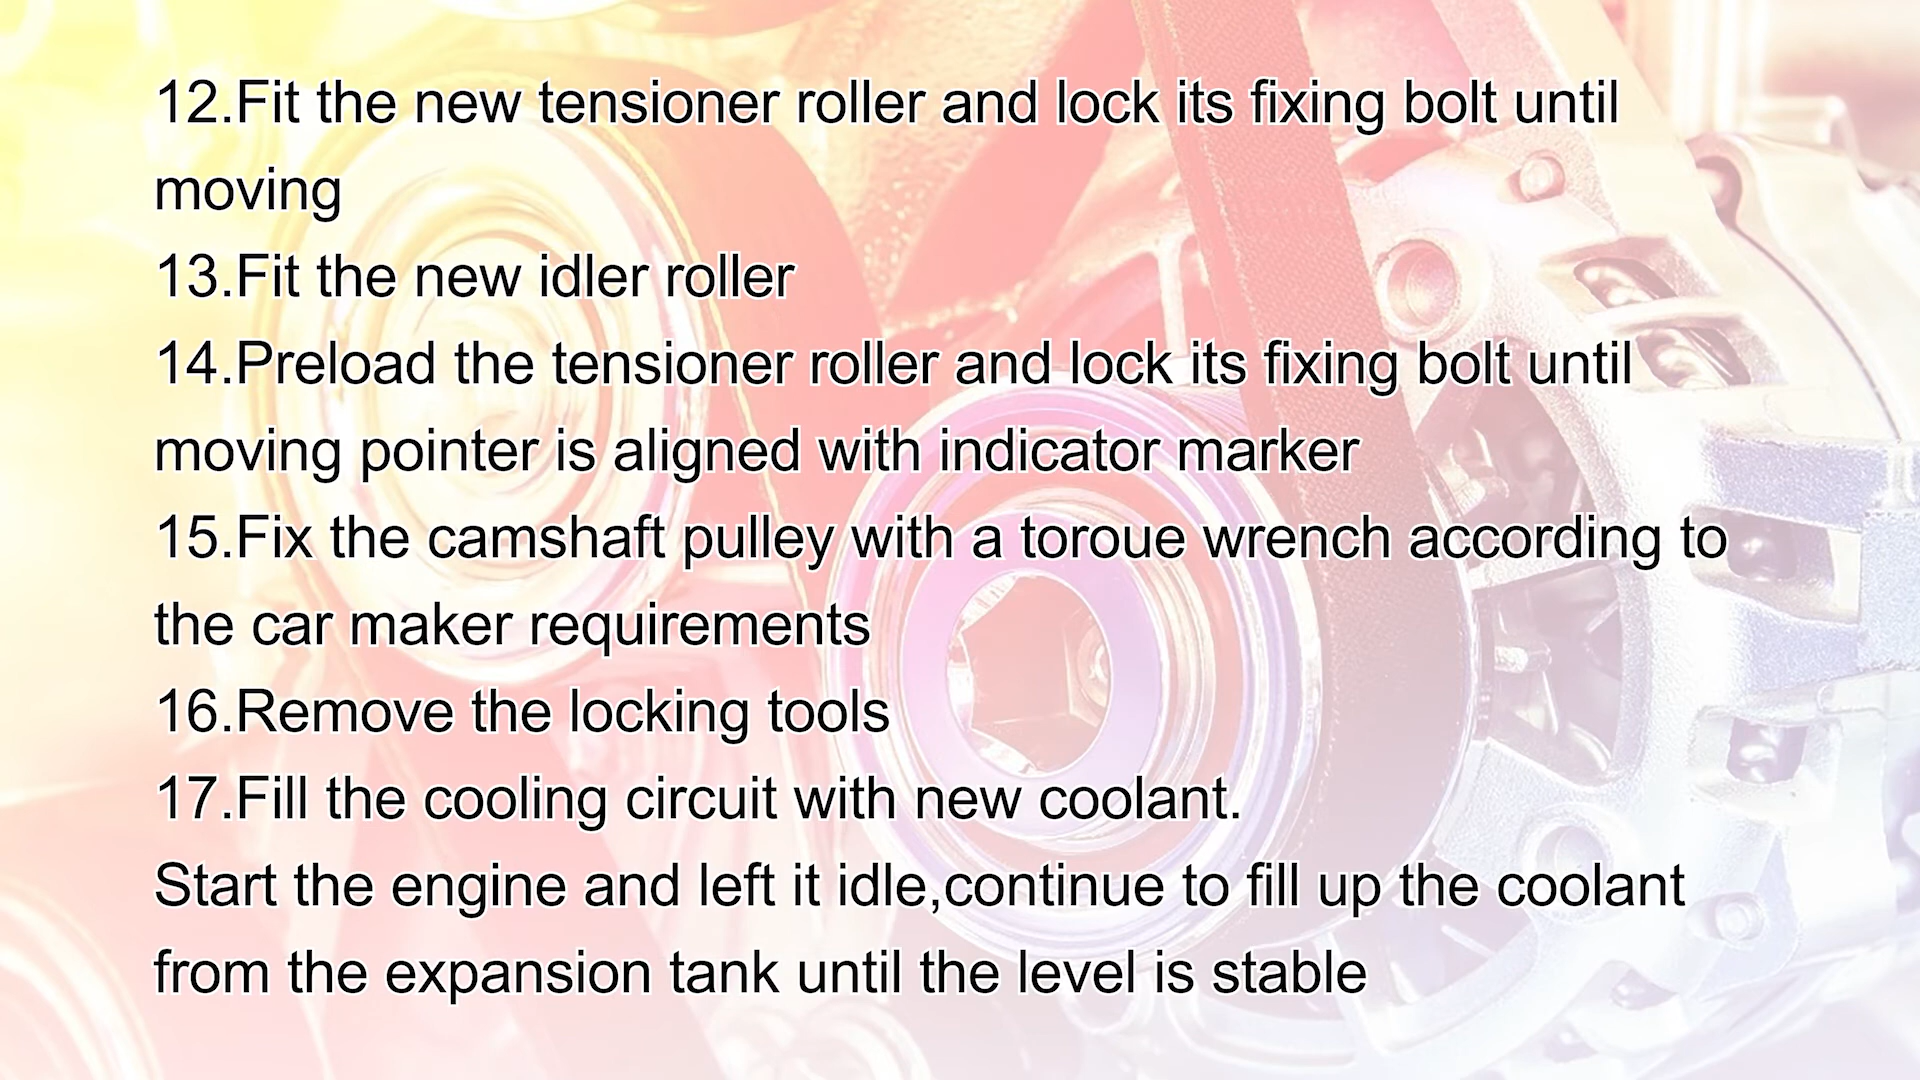 12.Fit the new tensioner roller and lock its fixing bolt until
moving
13.Fit the new idler roller
14.Preload the tensioner roller and lock its fixing bolt until
moving pointer is aligned with indicator marker
15.Fix the camshaft pulley with a toroue wrench according to
the car maker requirements
16.Remove the locking tools
17.Fill the cooling circuit with new coolant.
Start the engine and left it idle,continue to fill up the coolant
from the expansion tank until the level is stable